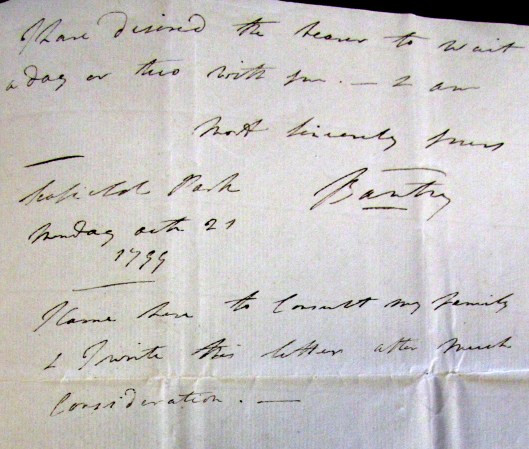 I have desired the bearer to wait
a day or two with you. — I am
most sincerely yours
Bantry
Park
Monday octr 21
1799
I came here to Consult my family
& I write this letter after much
Consideration. —